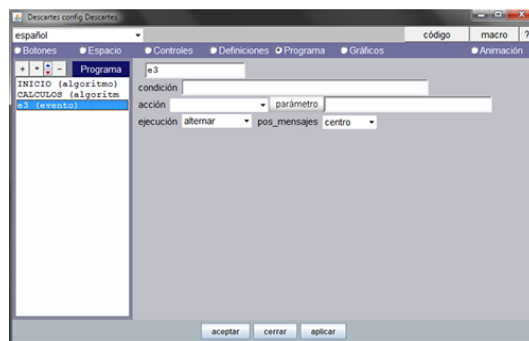 Descartes config Descartes
español código macro ?
Botones Espacio Controles Definiciones Programa Gráficos Animación
+ * - Programa e3
INICIO (algoritmo) condición
CALCULOS (algoritm
e3 (evento) acción parámetro
ejecución alternar pos_mensajes centro
aceptar cerrar aplicar